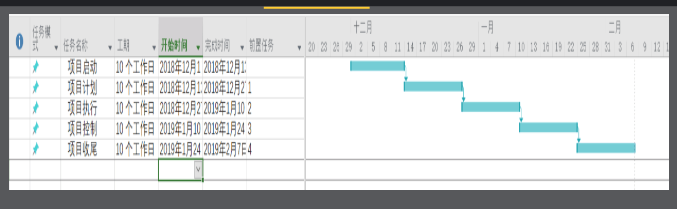 十二月 一月 二月
任务模式 任务名称 工期 开始时间 完成时间 前置任务
20 23 26 29 2 5 8 11 14 17 20 23 26 29 1 4 7 10 13 16 19 22 25 28 31 3 6 9 12
项目启动 10 个工作日 2018年12月1 2018年12月1
项目计划 10 个工作日 2018年12月1 2018年12月2 1
项目执行 10 个工作日 2018年12月2 2019年1月10 2
项目控制 10 个工作日 2019年1月10 2019年1月24 3
项目收尾 10 个工作日 2019年1月24 2019年2月7日 4